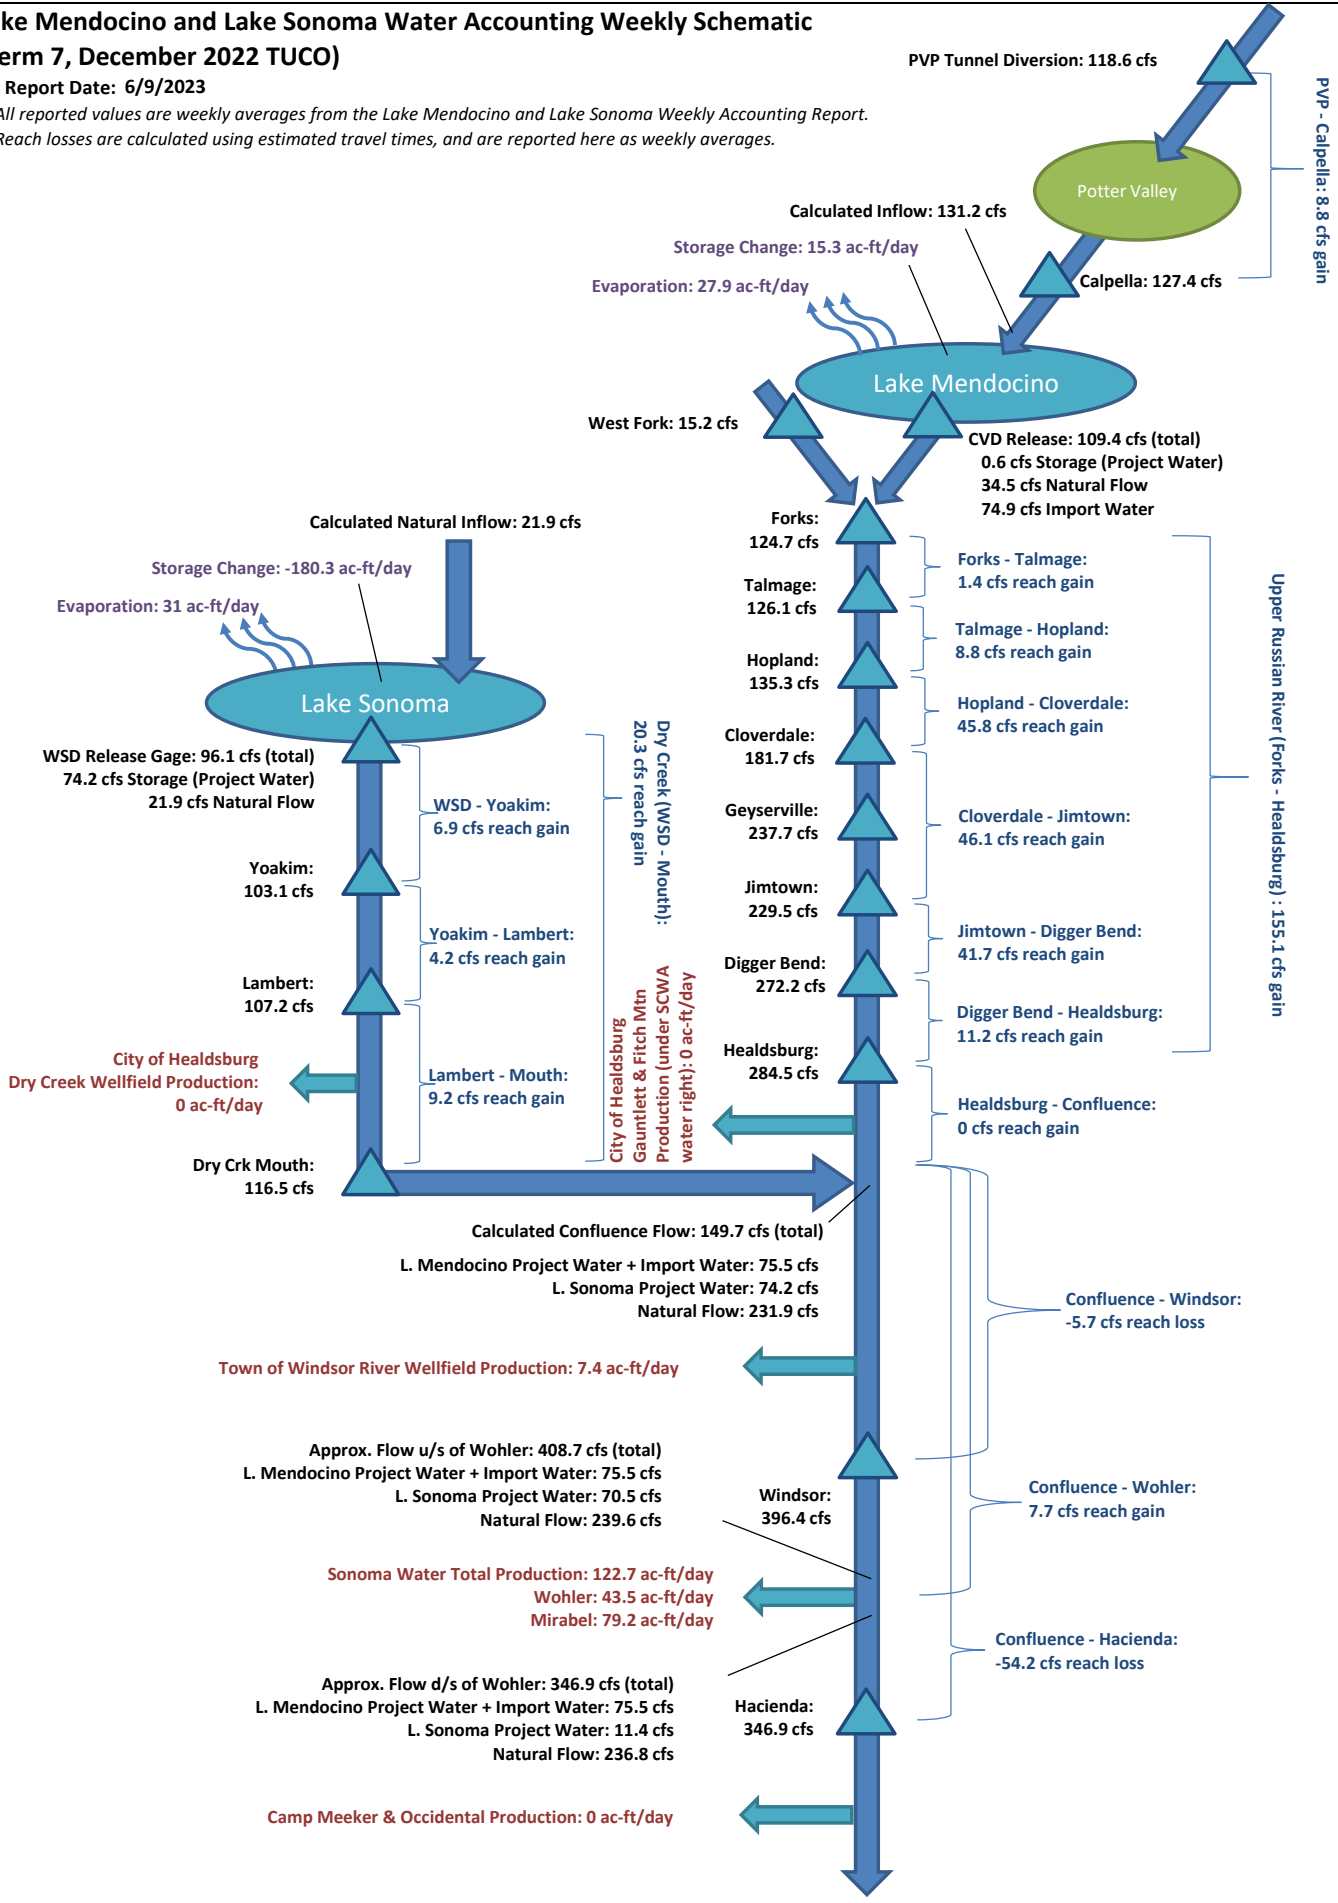 ke Mendocino and Lake Sonoma Water Accounting Weekly Schematic
erm 7, December 2022 TUCO)
Report Date: 6/9/2023
All reported values are weekly averages from the Lake Mendocino and Lake Sonoma Weekly Accounting Report.
Reach losses are calculated using estimated travel times, and are reported here as weekly averages.
PVP Tunnel Diversion: 118.6 cfs
PVP - Calpella: 8.8 cfs gain
Potter Valley
Calculated Inflow: 131.2 cfs
Storage Change: 15.3 ac-ft/day
Evaporation: 27.9 ac-ft/day
Calpella: 127.4 cfs
Lake Mendocino
West Fork: 15.2 cfs
CVD Release: 109.4 cfs (total)
0.6 cfs Storage (Project Water)
34.5 cfs Natural Flow
74.9 cfs Import Water
Calculated Natural Inflow: 21.9 cfs
Storage Change: -180.3 ac-ft/day
Evaporation: 31 ac-ft/day
Lake Sonoma
WSD Release Gage: 96.1 cfs (total)
74.2 cfs Storage (Project Water)
21.9 cfs Natural Flow
WSD - Yoakim:
6.9 cfs reach gain
Yoakim:
103.1 cfs
Yoakim - Lambert:
4.2 cfs reach gain
Lambert:
107.2 cfs
City of Healdsburg
Dry Creek Wellfield Production:
0 ac-ft/day
Lambert - Mouth:
9.2 cfs reach gain
Dry Crk Mouth:
116.5 cfs
Dry Creek (WSD - Mouth):
20.3 cfs reach gain
City of Healdsburg
Gauntlett & Fitch Mtn
Production (under SCWA
water right): 0 ac-ft/day
Forks:
124.7 cfs
Forks - Talmage:
1.4 cfs reach gain
Talmage:
126.1 cfs
Talmage - Hopland:
8.8 cfs reach gain
Hopland:
135.3 cfs
Hopland - Cloverdale:
45.8 cfs reach gain
Cloverdale:
181.7 cfs
Geyserville:
237.7 cfs
Cloverdale - Jimtown:
46.1 cfs reach gain
Jimtown:
229.5 cfs
Jimtown - Digger Bend:
41.7 cfs reach gain
Digger Bend:
272.2 cfs
Digger Bend - Healdsburg:
11.2 cfs reach gain
Healdsburg:
284.5 cfs
Healdsburg - Confluence:
0 cfs reach gain
Upper Russian River (Forks - Healdsburg) : 155.1 cfs gain
Calculated Confluence Flow: 149.7 cfs (total)
L. Mendocino Project Water + Import Water: 75.5 cfs
L. Sonoma Project Water: 74.2 cfs
Natural Flow: 231.9 cfs
Confluence - Windsor:
-5.7 cfs reach loss
Town of Windsor River Wellfield Production: 7.4 ac-ft/day
Approx. Flow u/s of Wohler: 408.7 cfs (total)
L. Mendocino Project Water + Import Water: 75.5 cfs
L. Sonoma Project Water: 70.5 cfs
Natural Flow: 239.6 cfs
Windsor:
396.4 cfs
Confluence - Wohler:
7.7 cfs reach gain
Sonoma Water Total Production: 122.7 ac-ft/day
Wohler: 43.5 ac-ft/day
Mirabel: 79.2 ac-ft/day
Confluence - Hacienda:
-54.2 cfs reach loss
Approx. Flow d/s of Wohler: 346.9 cfs (total)
L. Mendocino Project Water + Import Water: 75.5 cfs
L. Sonoma Project Water: 11.4 cfs
Natural Flow: 236.8 cfs
Hacienda:
346.9 cfs
Camp Meeker & Occidental Production: 0 ac-ft/day